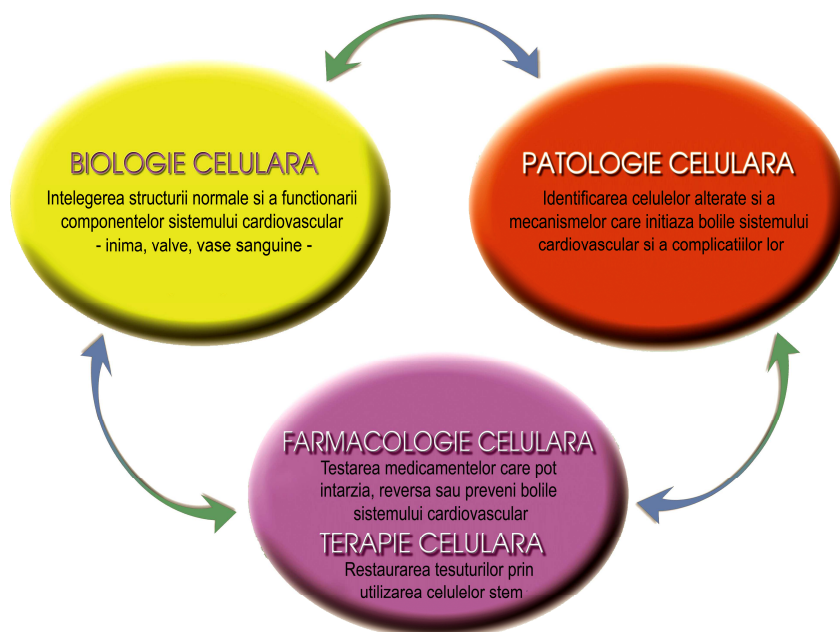 BIOLOGIE CELULARA
Intelegerea structurii normale si a functionarii
componentelor sistemului cardiovascular
- inima, valve, vase sanguine -
PATOLOGIE CELULARA
Identificarea celulelor alterate si a
mecanismelor care initiaza bolile sistemului
cardiovascular si a complicatiilor lor
FARMACOLOGIE CELULARA
Testarea medicamentelor care pot
intarzia, reversa sau preveni bolile
sistemului cardiovascular
TERAPIE CELULARA
Restaurarea tesuturilor prin
utilizarea celulelor stem